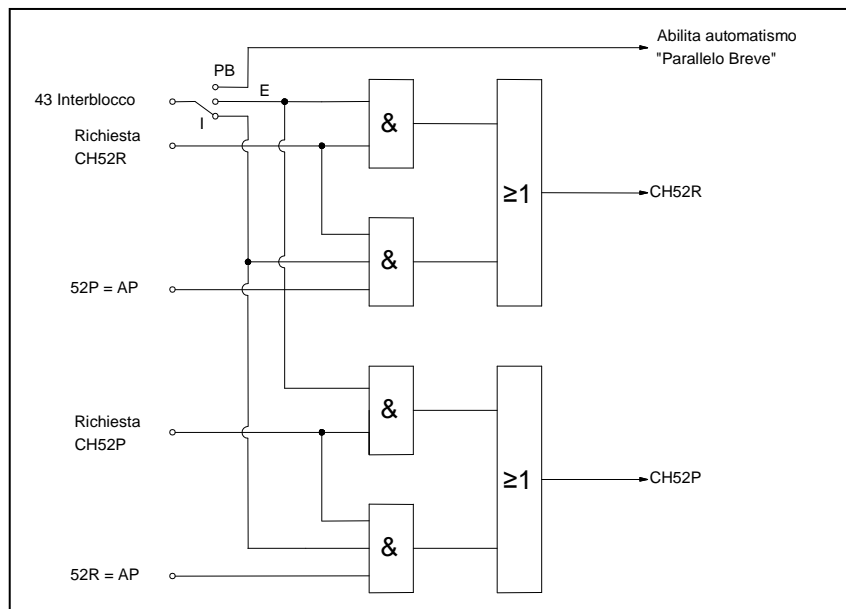 Abilita automatismo
"Parallelo Breve"
PB
E
43 Interblocco
I
Richiesta
CH52R
&
≥1
CH52R
&
52P = AP
&
Richiesta
CH52P
≥1
CH52P
&
52R = AP